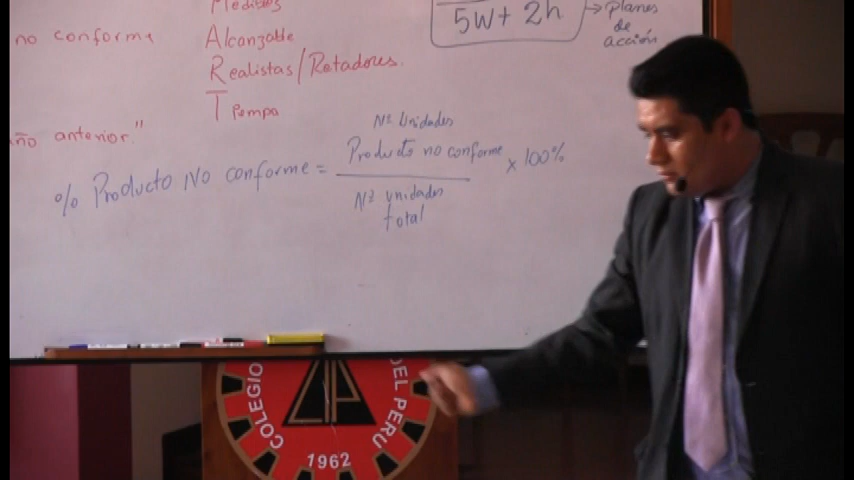 Medibles
5W + 2h → planes
de
acción
no conforme
Alcanzable
Realistas/Retadores.
Tiempo
ño anterior."
% Producto No conforme = Nº Unidades
Producto no conforme x 100%
Nº unidades
total
COLEGIO DEL PERU
1962